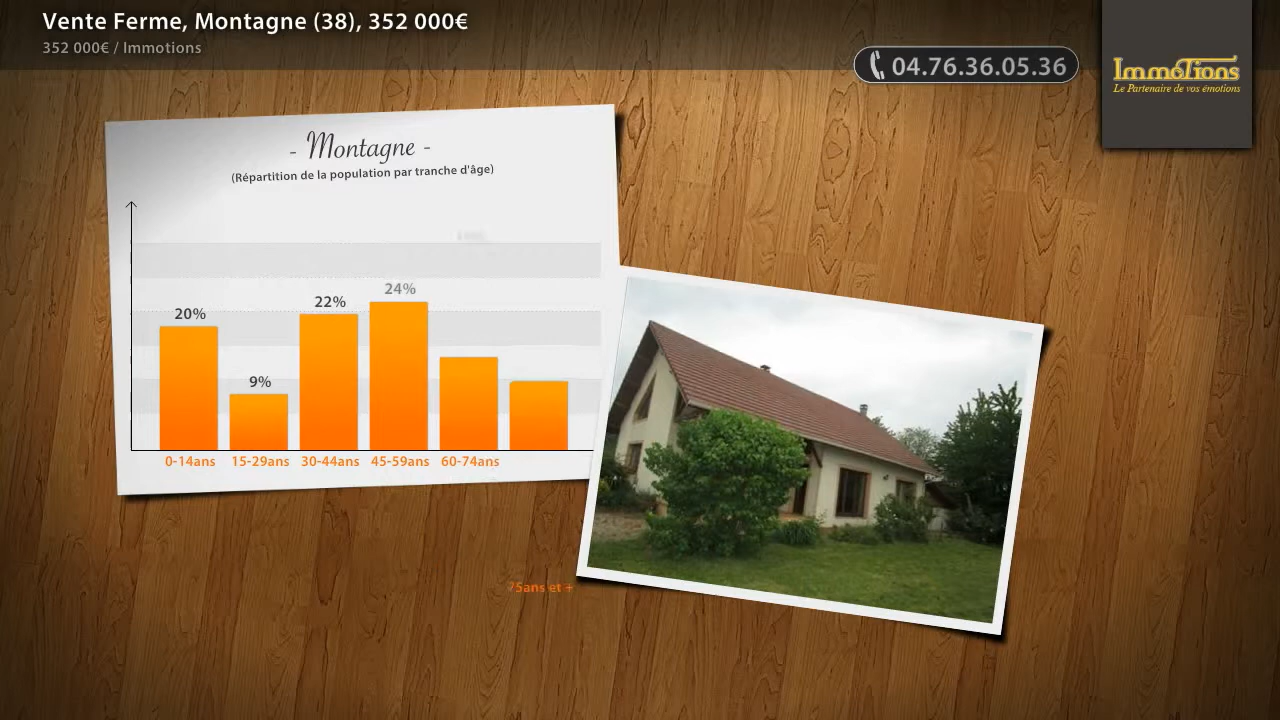 Vente Ferme, Montagne (38), 352 000€
352 000€ / Immotions
04.76.36.05.36
ImmoTions
Le Partenaire de vos émotions
- Montagne -
(Répartition de la population par tranche d'âge)
24%
22%
20%
9%
0-14ans 15-29ans 30-44ans 45-59ans 60-74ans
75ans et +